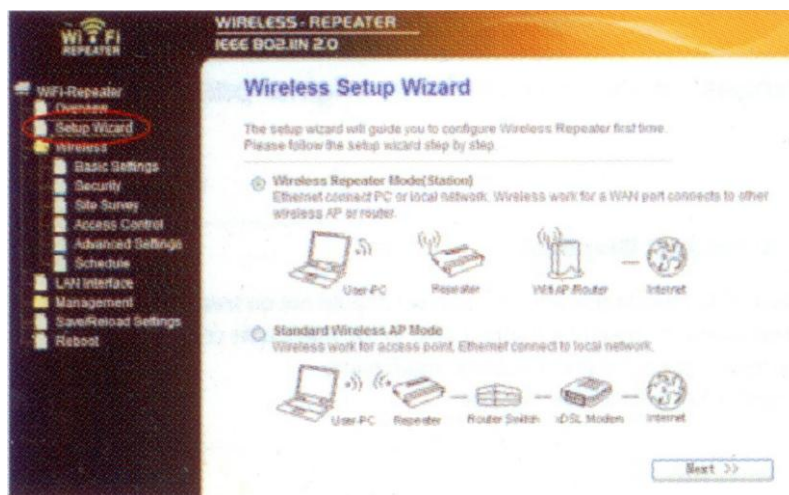 Wi Fi
REPEATER
WIRELESS - REPEATER
IEEE 802.11N 2.0
WiFi-Repeater
Overview
Setup Wizard
Wireless
Basic Settings
Security
Site Survey
Access Control
Advanced Settings
Schedule
LAN Interface
Management
Save/Reload Settings
Reboot
Wireless Setup Wizard
The setup wizard will guide you to configure Wireless Repeater first time.
Please follow the setup wizard step by step.
Wireless Repeater Mode(Station)
Ethernet connect PC or local network. Wireless work for a WAN port connects to other
wireless AP or router.
User-PC Repeater Wifi AP/Router Internet
Standard Wireless AP Mode
Wireless work for access point, Ethernet connect to local network.
User-PC Repeater Router Switch xDSL Modem Internet
Next >>